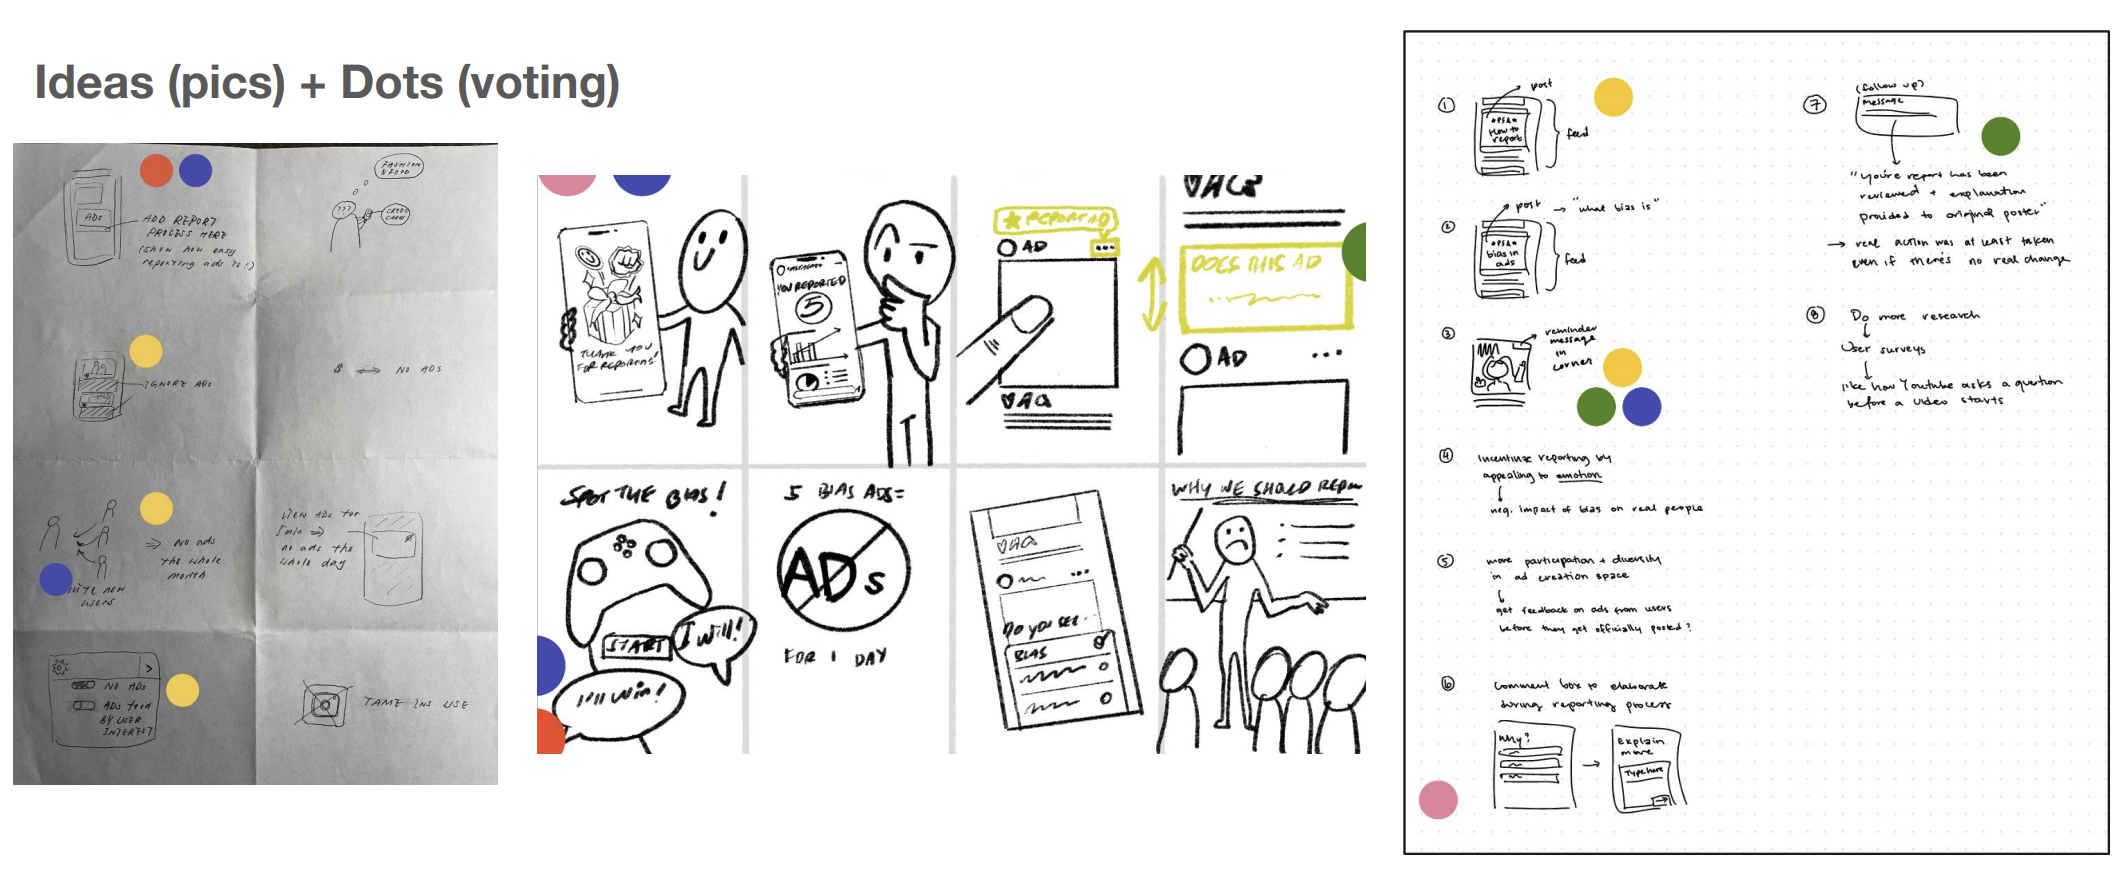 Ideas (pics) + Dots (voting)
ADS
ADD REPORT
PROCESS HERE
(SHOW HOW EASY
REPORTING ADS IS!)
FASHION
& FOOD
???
CREDIT
CARDS
IGNORE ADS
$ ⟺ NO ADS
NEW
USERS
⇒ NO ADS
THE WHOLE
MONTH
VIEW ADS FOR
5 min ⇒
NO ADS THE
WHOLE DAY
NO ADS
ADS FEED
BY USER
INTEREST
INS USE
THANK YOU
FOR REPORTING!
YOU REPORTED
5
★ REPORT AD
AD
...
DOES THIS AD
AD
...
SPOT THE BIAS!
START
I WILL!
I'LL WIN!
5 BIAS ADS=
ADs
FOR 1 DAY
...
DO YOU SEE..
BIAS
WHY WE SHOULD REPOR
1
post
*PSA*
How to
report
feed
2
post → "what bias is"
*PSA*
bias in
ads
feed
3
reminder
message
in
corner
4
Incentivize reporting by
appealing to emotion
neg. impact of bias on real people
5
more participation + diversity
in ad creation space
get feedback on ads from users
before they get officially posted?
6
Comment box to elaborate
during reporting process
Why?
→
Explain
more
Type here
7
(follow up)
message
"you're report has been
reviewed + explanation
provided to original poster"
→ real action was at least taken
even if there's no real change
8
Do more research
User surveys
like how Youtube asks a question
before a video starts